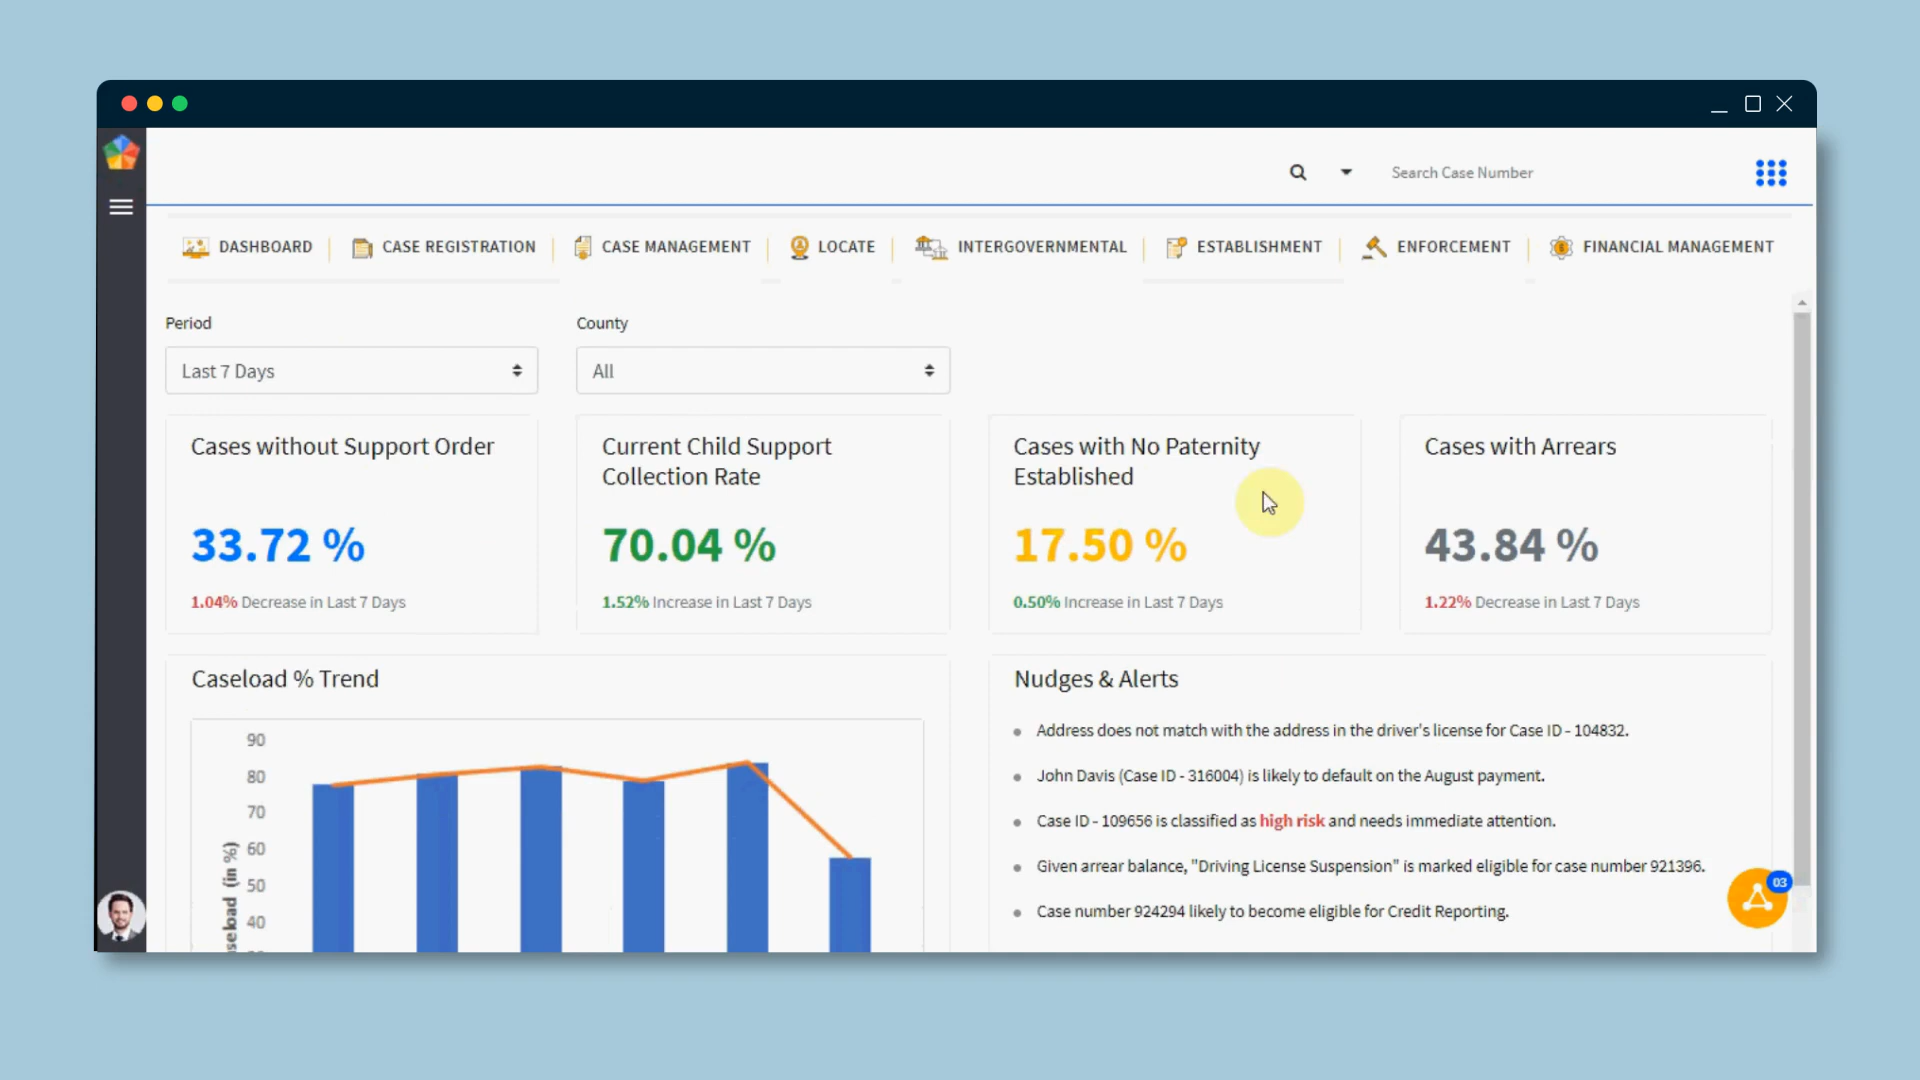 Search Case Number
DASHBOARD
CASE REGISTRATION
CASE MANAGEMENT
LOCATE
INTERGOVERNMENTAL
ESTABLISHMENT
ENFORCEMENT
FINANCIAL MANAGEMENT
Period
County
Last 7 Days
All
Cases without Support Order
33.72 %
1.04% Decrease in Last 7 Days
Current Child Support
Collection Rate
70.04 %
1.52% Increase in Last 7 Days
Cases with No Paternity
Established
17.50 %
0.50% Increase in Last 7 Days
Cases with Arrears
43.84 %
1.22% Decrease in Last 7 Days
Caseload % Trend
90
80
70
60
50
40
(in %)
Nudges & Alerts
Address does not match with the address in the driver's license for Case ID - 104832.
John Davis (Case ID - 316004) is likely to default on the August payment.
Case ID - 109656 is classified as high risk and needs immediate attention.
Given arrear balance, "Driving License Suspension" is marked eligible for case number 921396.
Case number 924294 likely to become eligible for Credit Reporting.
03